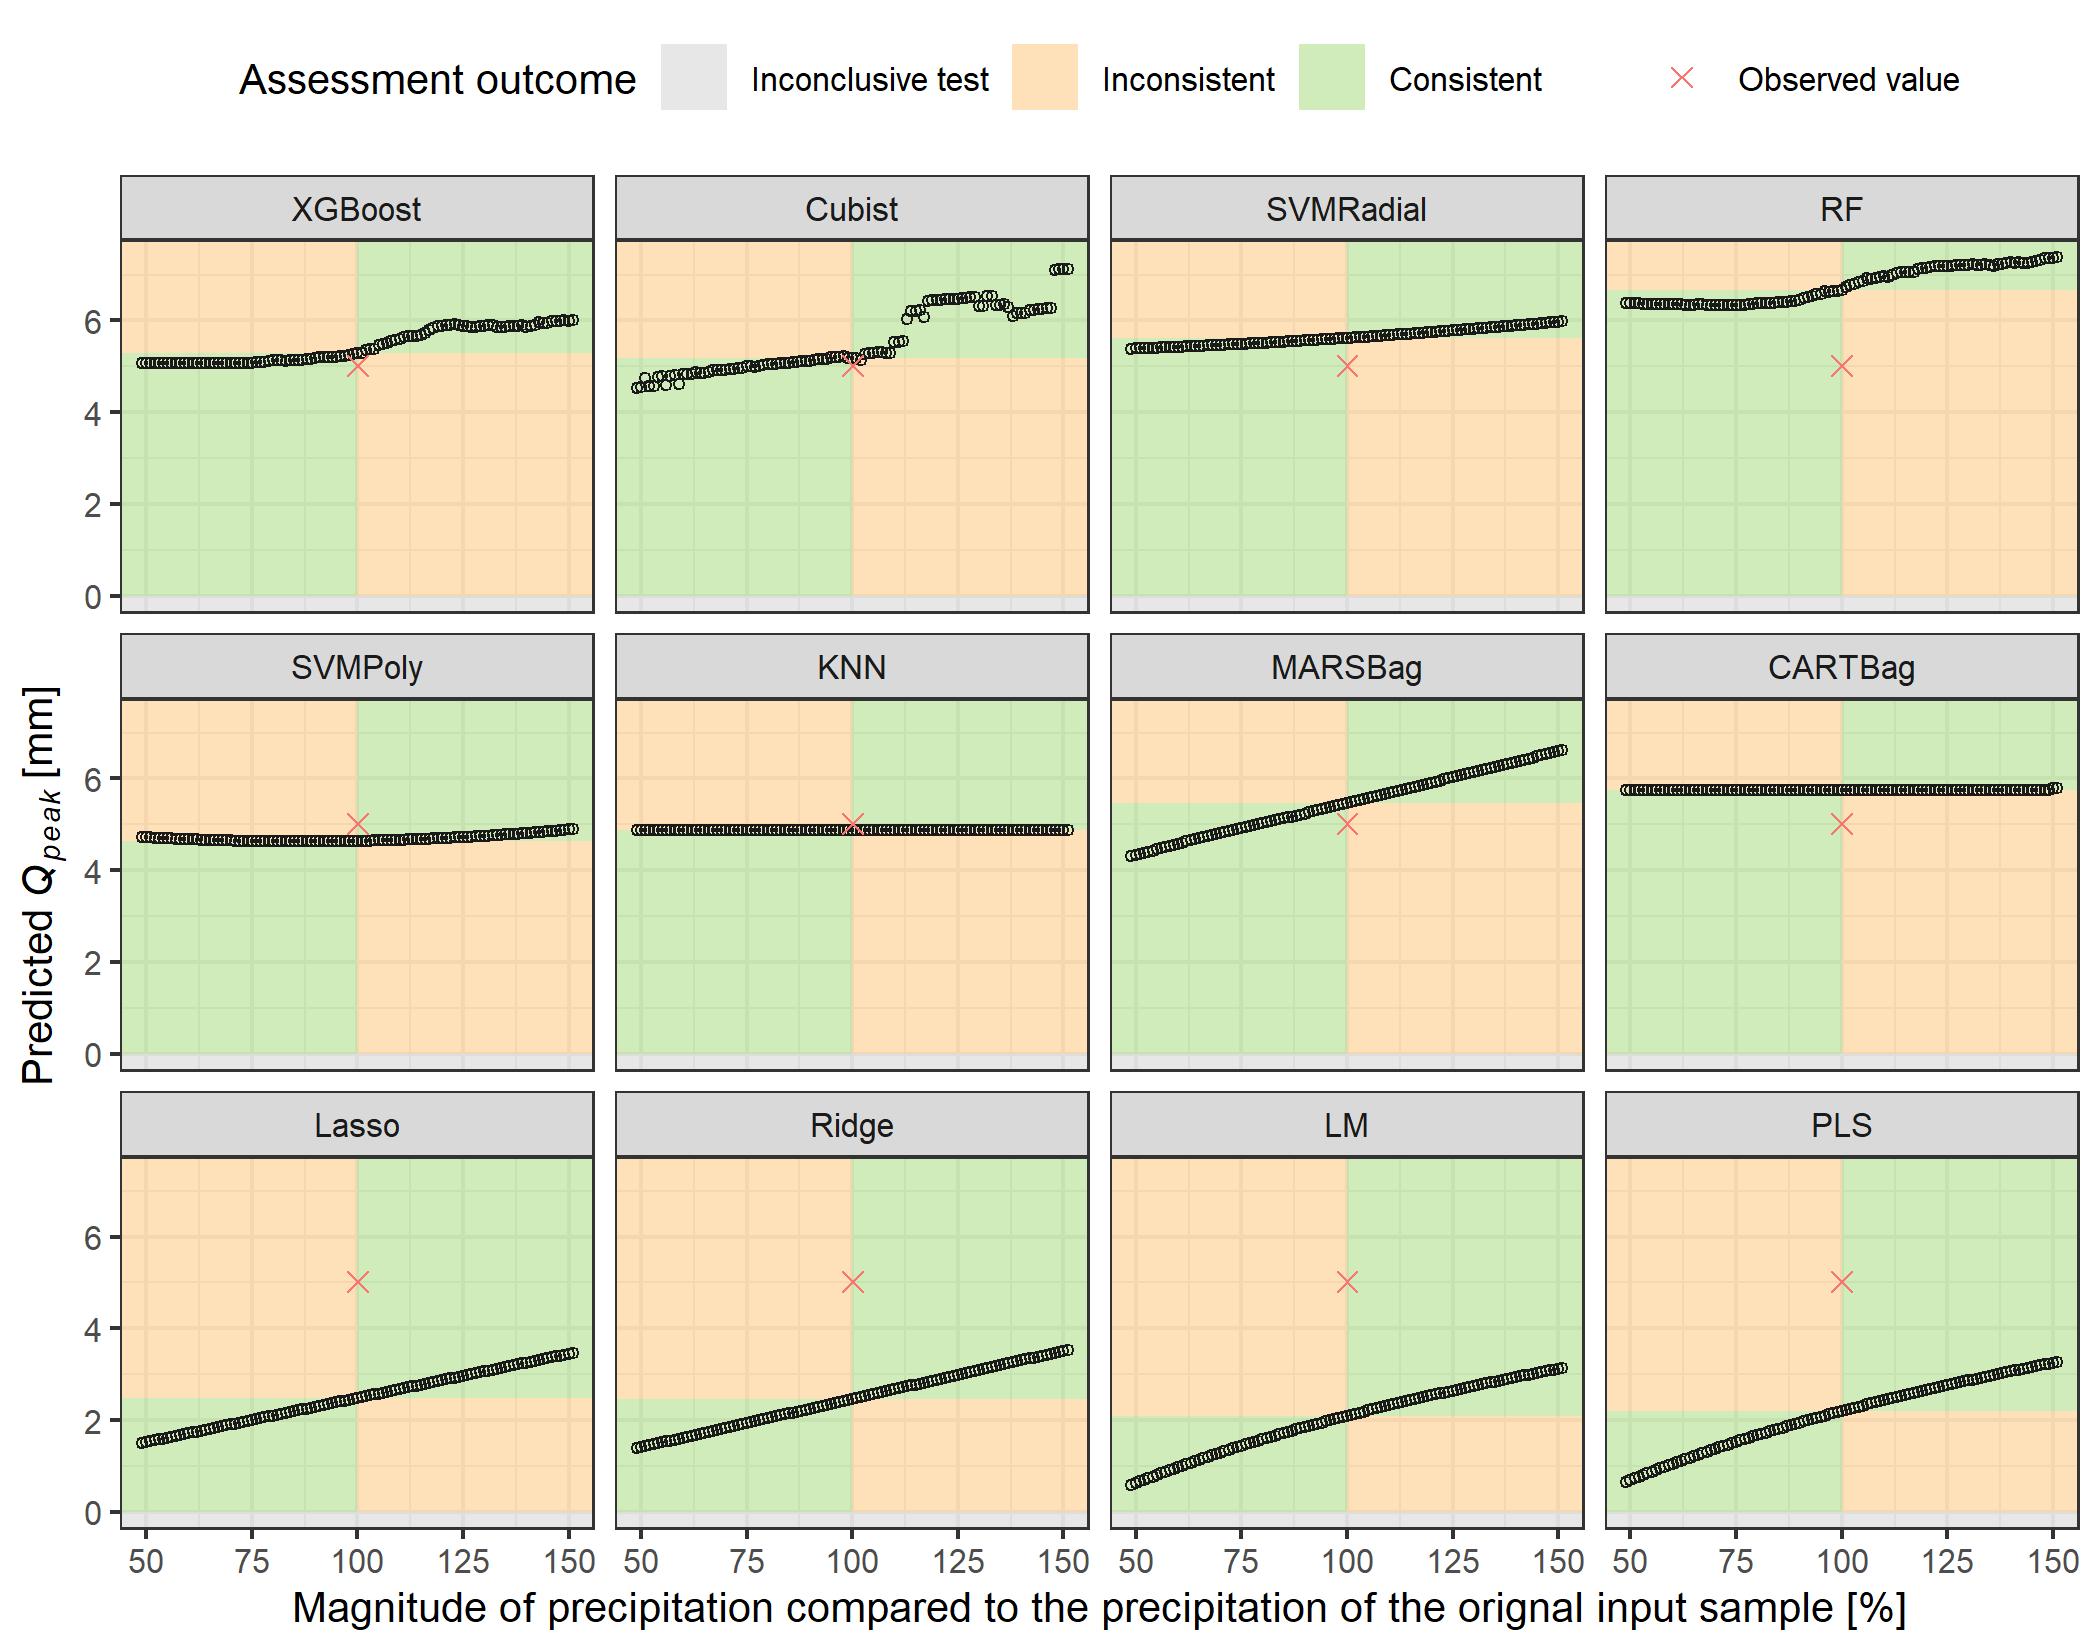 Assessment outcome Inconclusive test Inconsistent Consistent Observed value
XGBoost Cubist SVMRadial RF
6
4
2
0
SVMPoly KNN MARSBag CARTBag
6
4
2
0
Lasso Ridge LM PLS
6
4
2
0
50 75 100 125 150 50 75 100 125 150 50 75 100 125 150 50 75 100 125 150
Predicted Qpeak [mm]
Magnitude of precipitation compared to the precipitation of the orignal input sample [%]